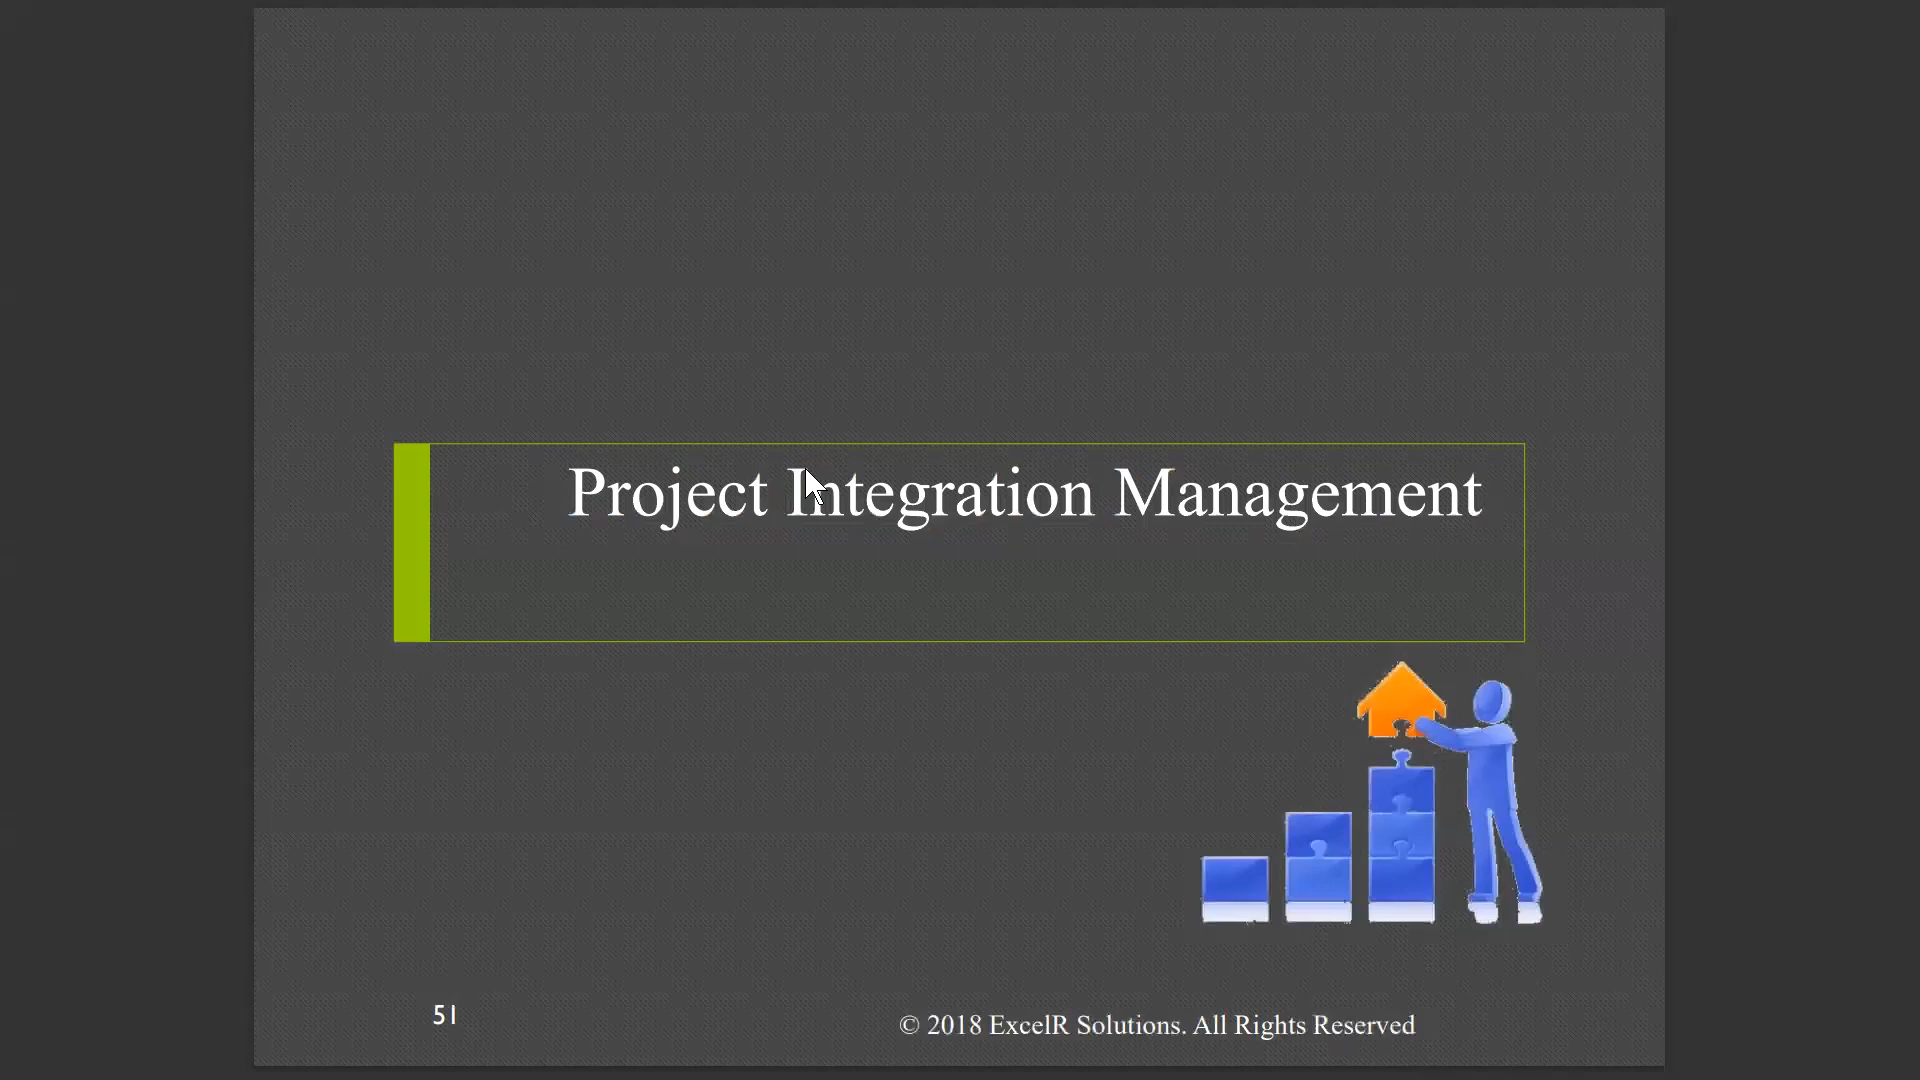 Project Integration Management
51
© 2018 ExcelR Solutions. All Rights Reserved